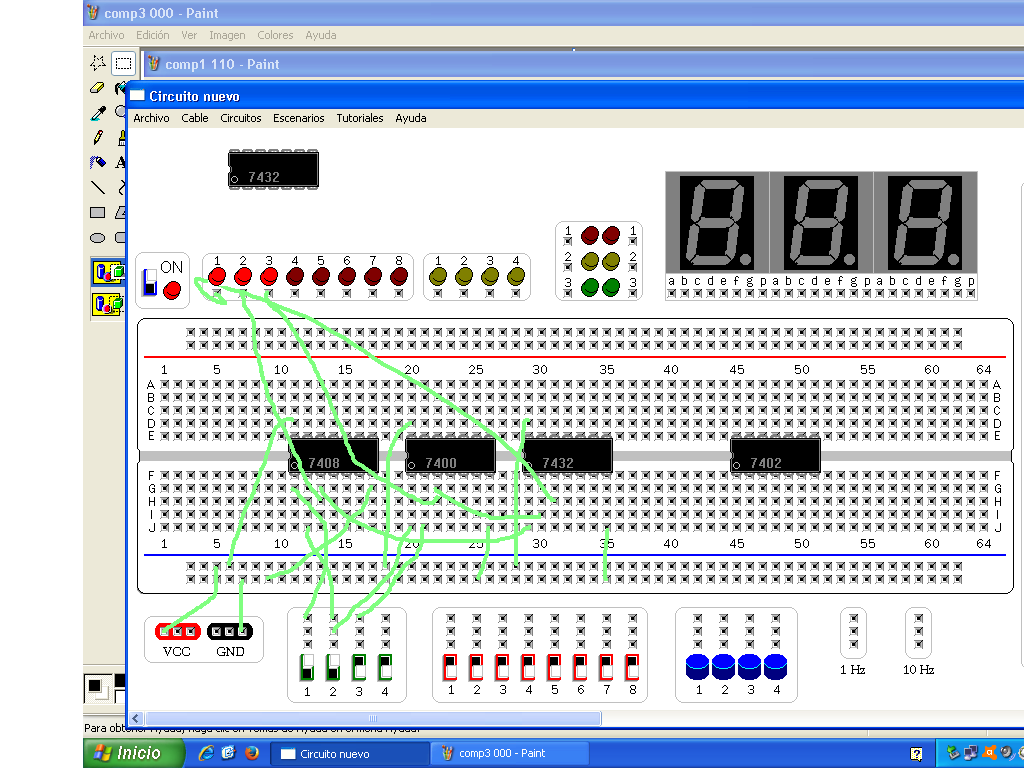 comp3 000 - Paint
Archivo Edición Ver Imagen Colores Ayuda
comp1 110 - Paint
Circuito nuevo
Archivo Cable Circuitos Escenarios Tutoriales Ayuda
7432
ON
1 2 3 4 5 6 7 8
1 2 3 4
1 1
2 2
3 3
a b c d e f g p a b c d e f g p a b c d e f g p
1 5 10 15 20 25 30 35 40 45 50 55 60 64
A A
B B
C C
D D
E E
7408 7400 7432 7402
F F
G G
H H
I I
J J
1 5 10 15 20 25 30 35 40 45 50 55 60 64
VCC GND
1 2 3 4
1 2 3 4 5 6 7 8
1 2 3 4
1 Hz 10 Hz
Inicio
Circuito nuevo
comp3 000 - Paint